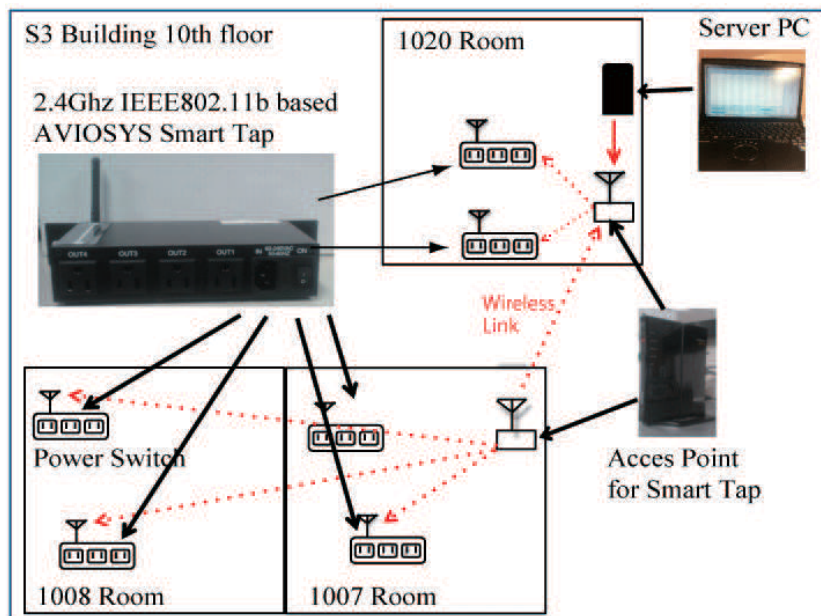 S3 Building 10th floor
1020 Room
Server PC
2.4Ghz IEEE802.11b based
AVIOSYS Smart Tap
OUT4 OUT3 OUT2 OUT1 IN ON
Wireless
Link
Power Switch
Acces Point
for Smart Tap
1008 Room
1007 Room